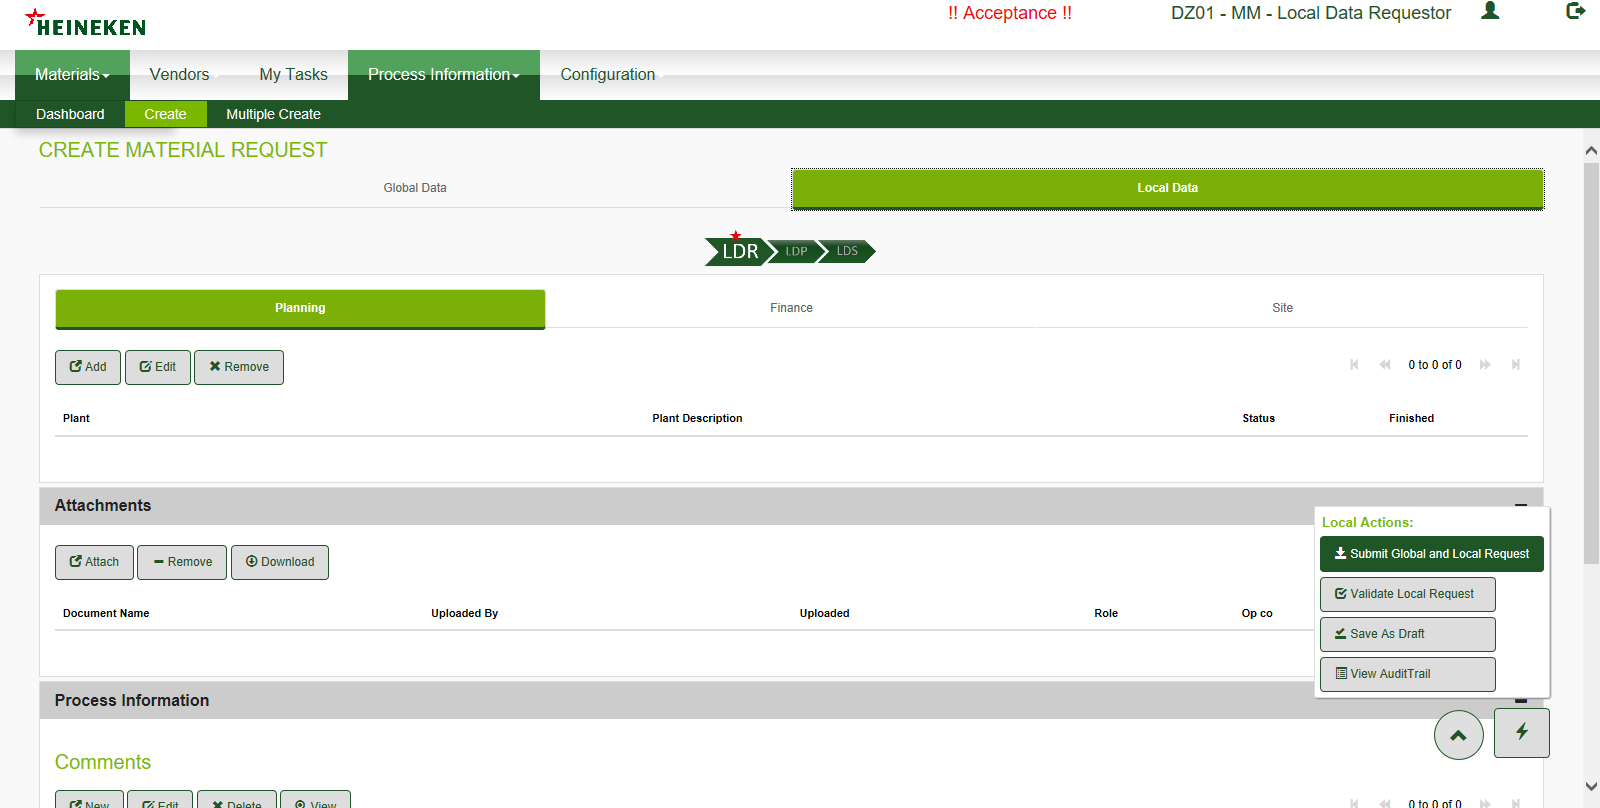 HEINEKEN
!! Acceptance !!
DZ01 - MM - Local Data Requestor
Materials
Vendors
My Tasks
Process Information
Configuration
Dashboard
Create
Multiple Create
CREATE MATERIAL REQUEST
Global Data
Local Data
LDR
LDP
LDS
Planning
Finance
Site
Add
Edit
Remove
0 to 0 of 0
Plant
Plant Description
Status
Finished
Attachments
Local Actions:
Submit Global and Local Request
Attach
Remove
Download
Validate Local Request
Document Name
Uploaded By
Uploaded
Role
Op co
Save As Draft
View AuditTrail
Process Information
Comments
New
Edit
Delete
View
0 to 0 of 0